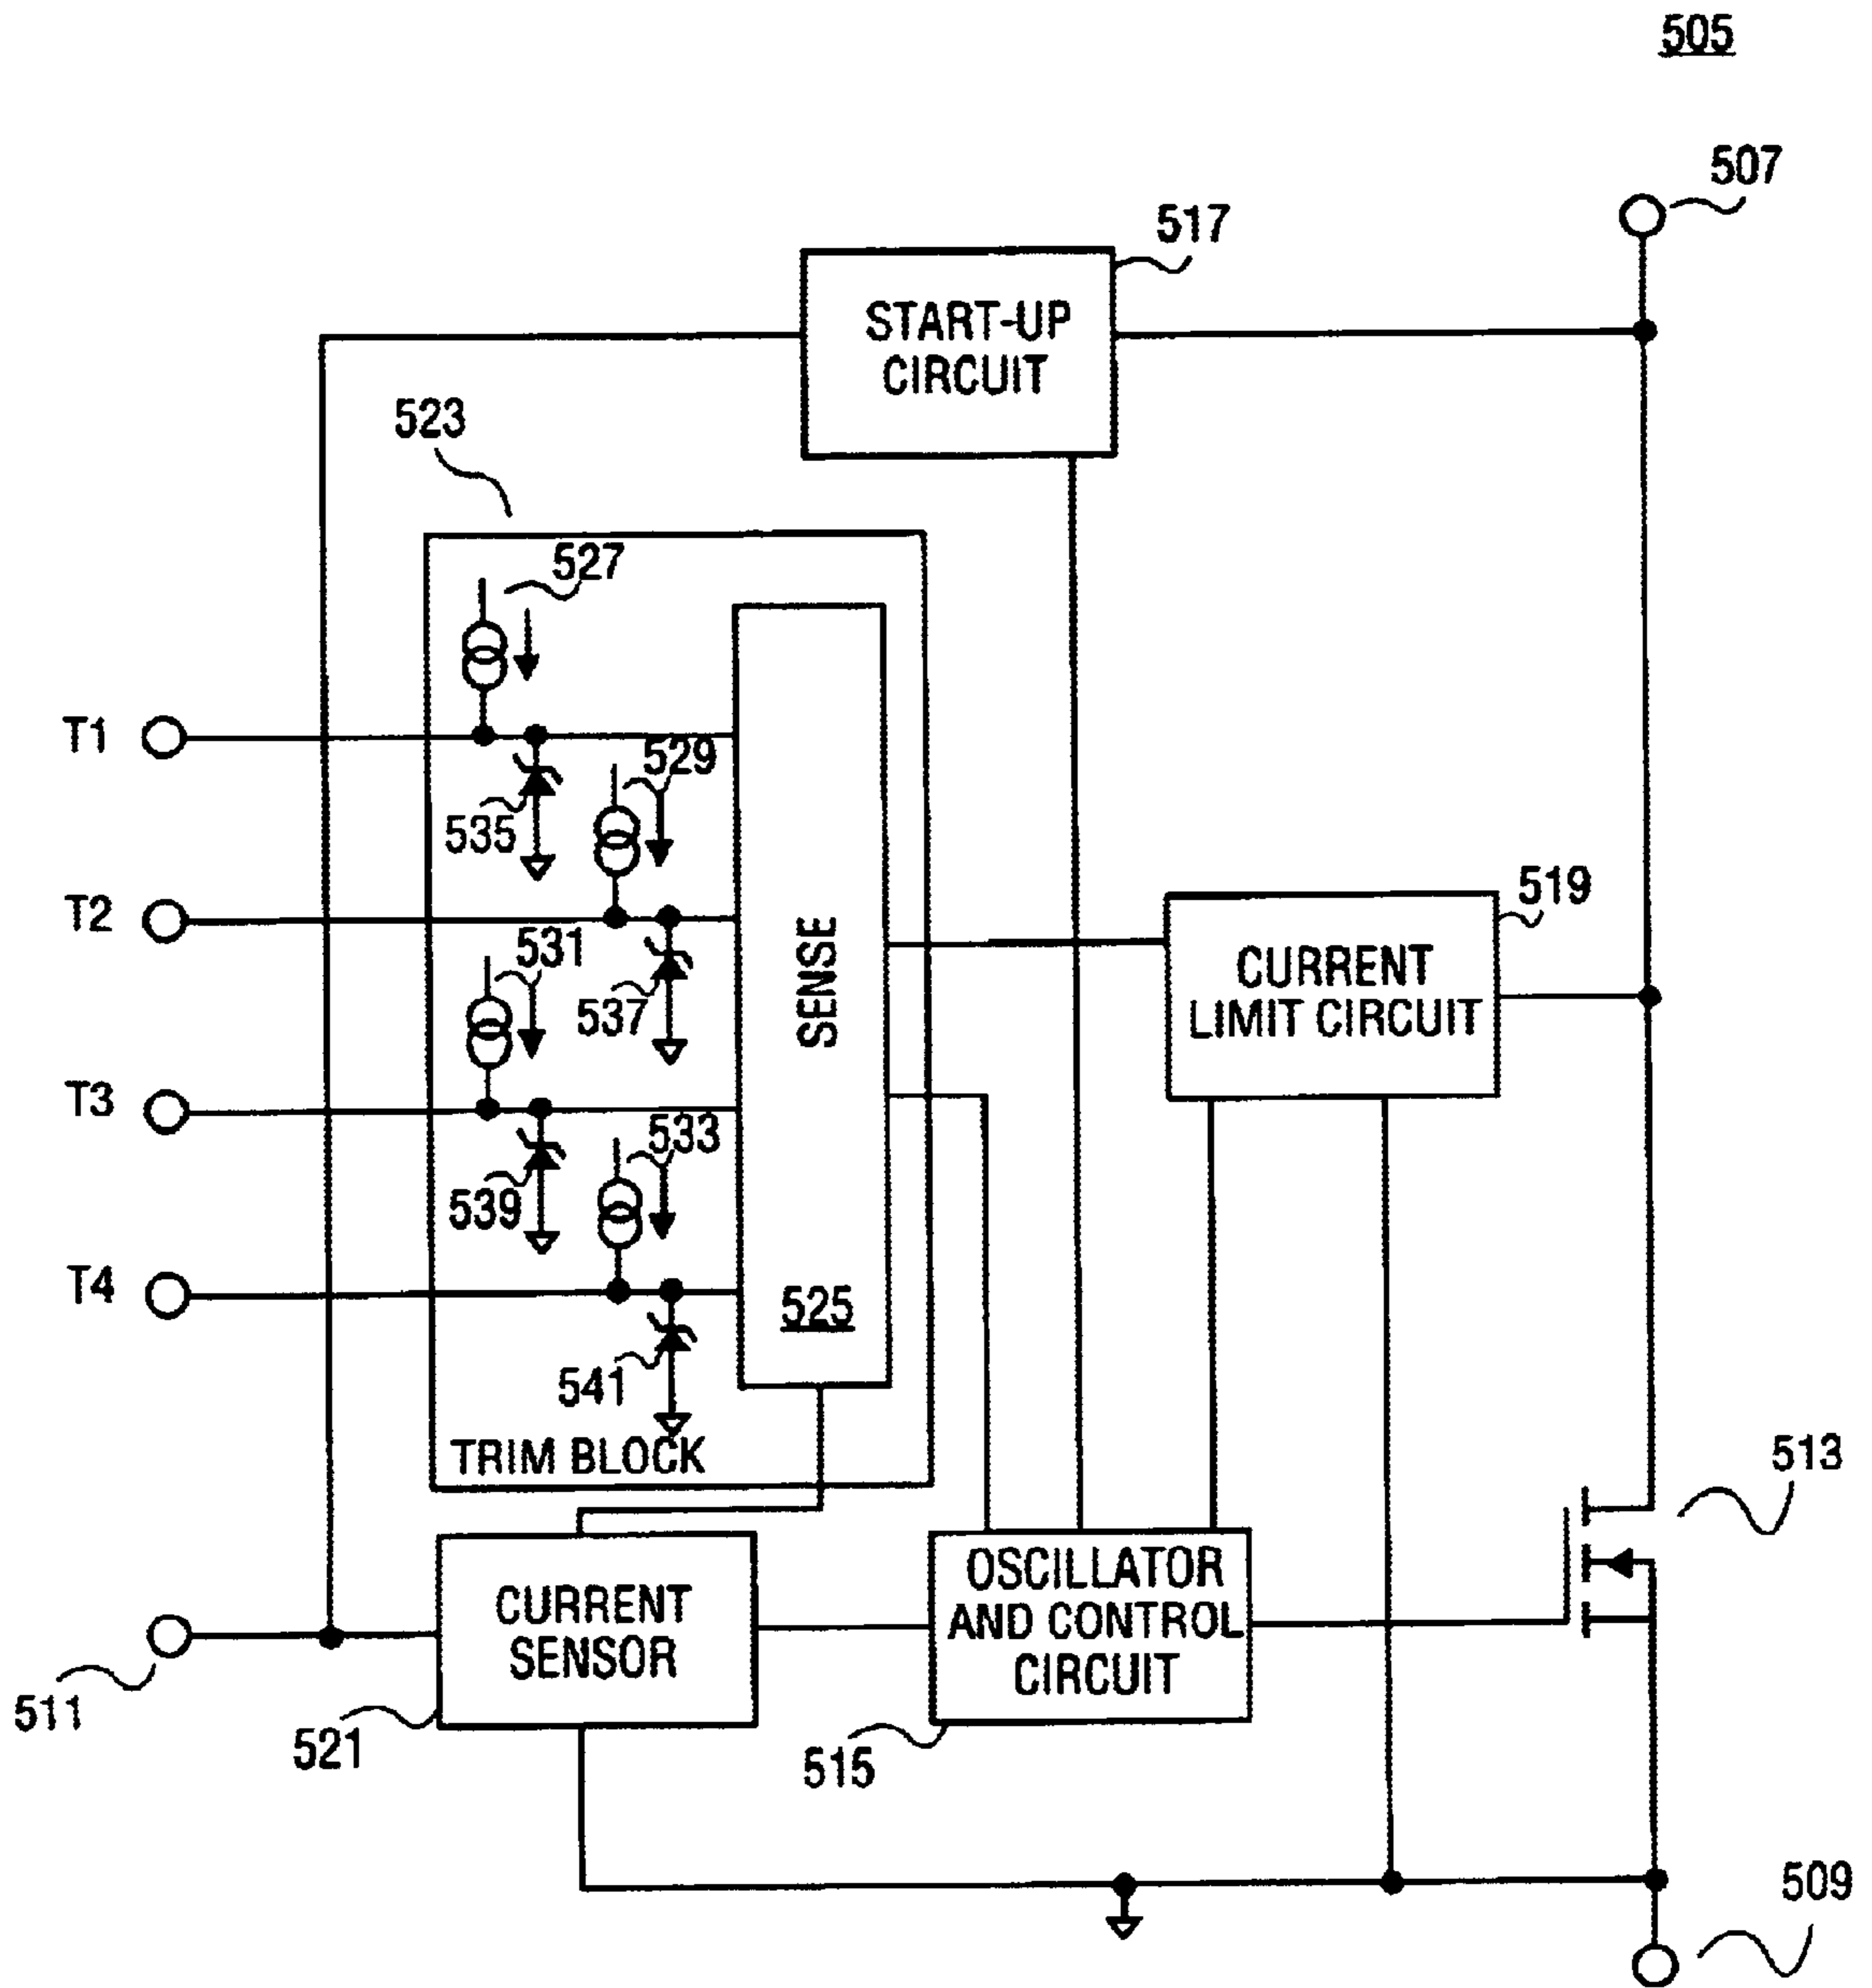 505
507
517
START-UP
CIRCUIT
523
527
T1
529
535
519
T2
531
SENSE
CURRENT
LIMIT CIRCUIT
537
T3
533
539
T4
525
541
TRIM BLOCK
513
OSCILLATOR
AND CONTROL
CIRCUIT
CURRENT
SENSOR
511
521
515
509